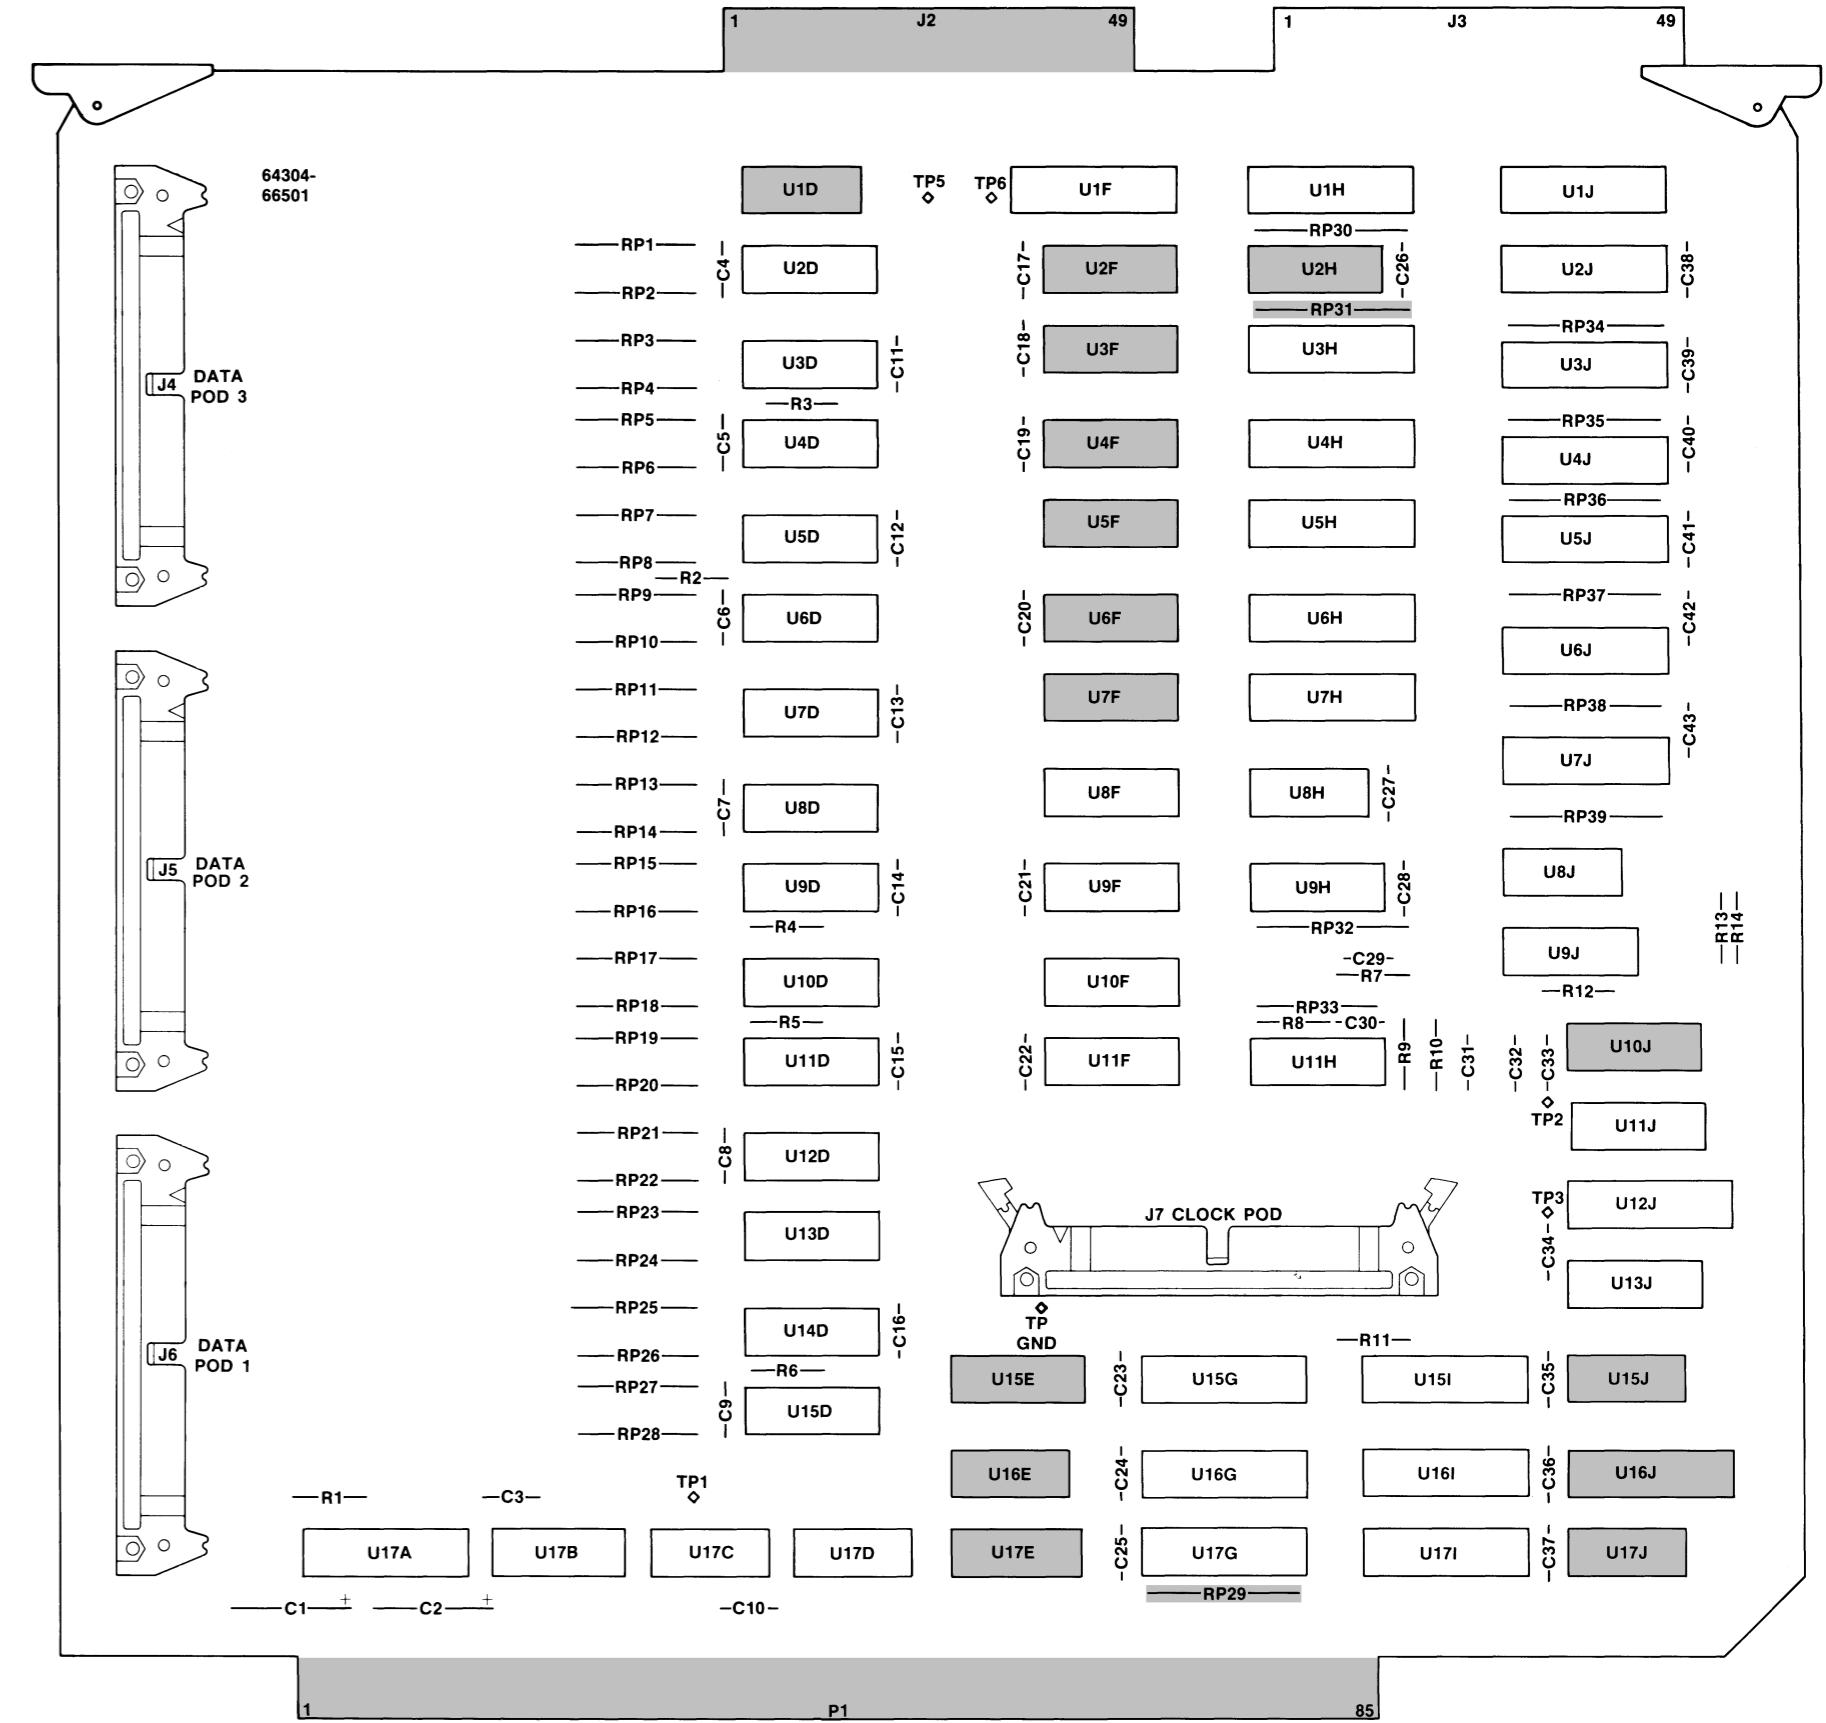 1 J2 49
1 J3 49
64304-
66501
U1D
TP5
TP6
U1F
U1H
U1J
RP30
RP1
C4
U2D
C17
U2F
U2H
C26
U2J
C38
RP2
RP31
RP34
RP3
U3D
C11
C18
U3F
U3H
U3J
C39
J4
DATA
POD 3
RP4
R3
RP5
C5
U4D
C19
U4F
U4H
RP35
U4J
C40
RP6
RP36
RP7
U5D
C12
U5F
U5H
U5J
C41
RP8
R2
RP9
C6
U6D
C20
U6F
U6H
RP37
C42
RP10
U6J
RP11
U7D
C13
U7F
U7H
RP38
C43
RP12
U7J
RP13
C7
U8D
U8F
U8H
C27
RP39
RP14
J5
DATA
POD 2
RP15
U9D
C14
C21
U9F
U9H
C28
U8J
RP16
R4
RP32
R13
R14
RP17
U10D
U10F
C29
R7
U9J
R12
RP18
R5
RP33
R8
C30
RP19
U11D
C15
C22
U11F
U11H
R9
R10
C31
C32
C33
U10J
RP20
TP2
U11J
RP21
C8
U12D
RP22
TP3
U12J
RP23
U13D
J7 CLOCK POD
C34
RP24
U13J
RP25
U14D
C16
TP
GND
R11
J6
DATA
POD 1
RP26
R6
RP27
C9
U15D
U15E
C23
U15G
U15I
C35
U15J
RP28
TP1
U16E
C24
U16G
U16I
C36
U16J
R1
C3
U17A
U17B
U17C
U17D
U17E
C25
U17G
U17I
C37
U17J
RP29
C1 +
C2 +
C10
1 P1 85